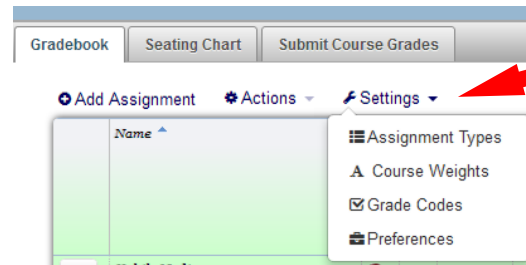 Gradebook Seating Chart Submit Course Grades
Add Assignment Actions Settings
Name
Assignment Types
Course Weights
Grade Codes
Preferences